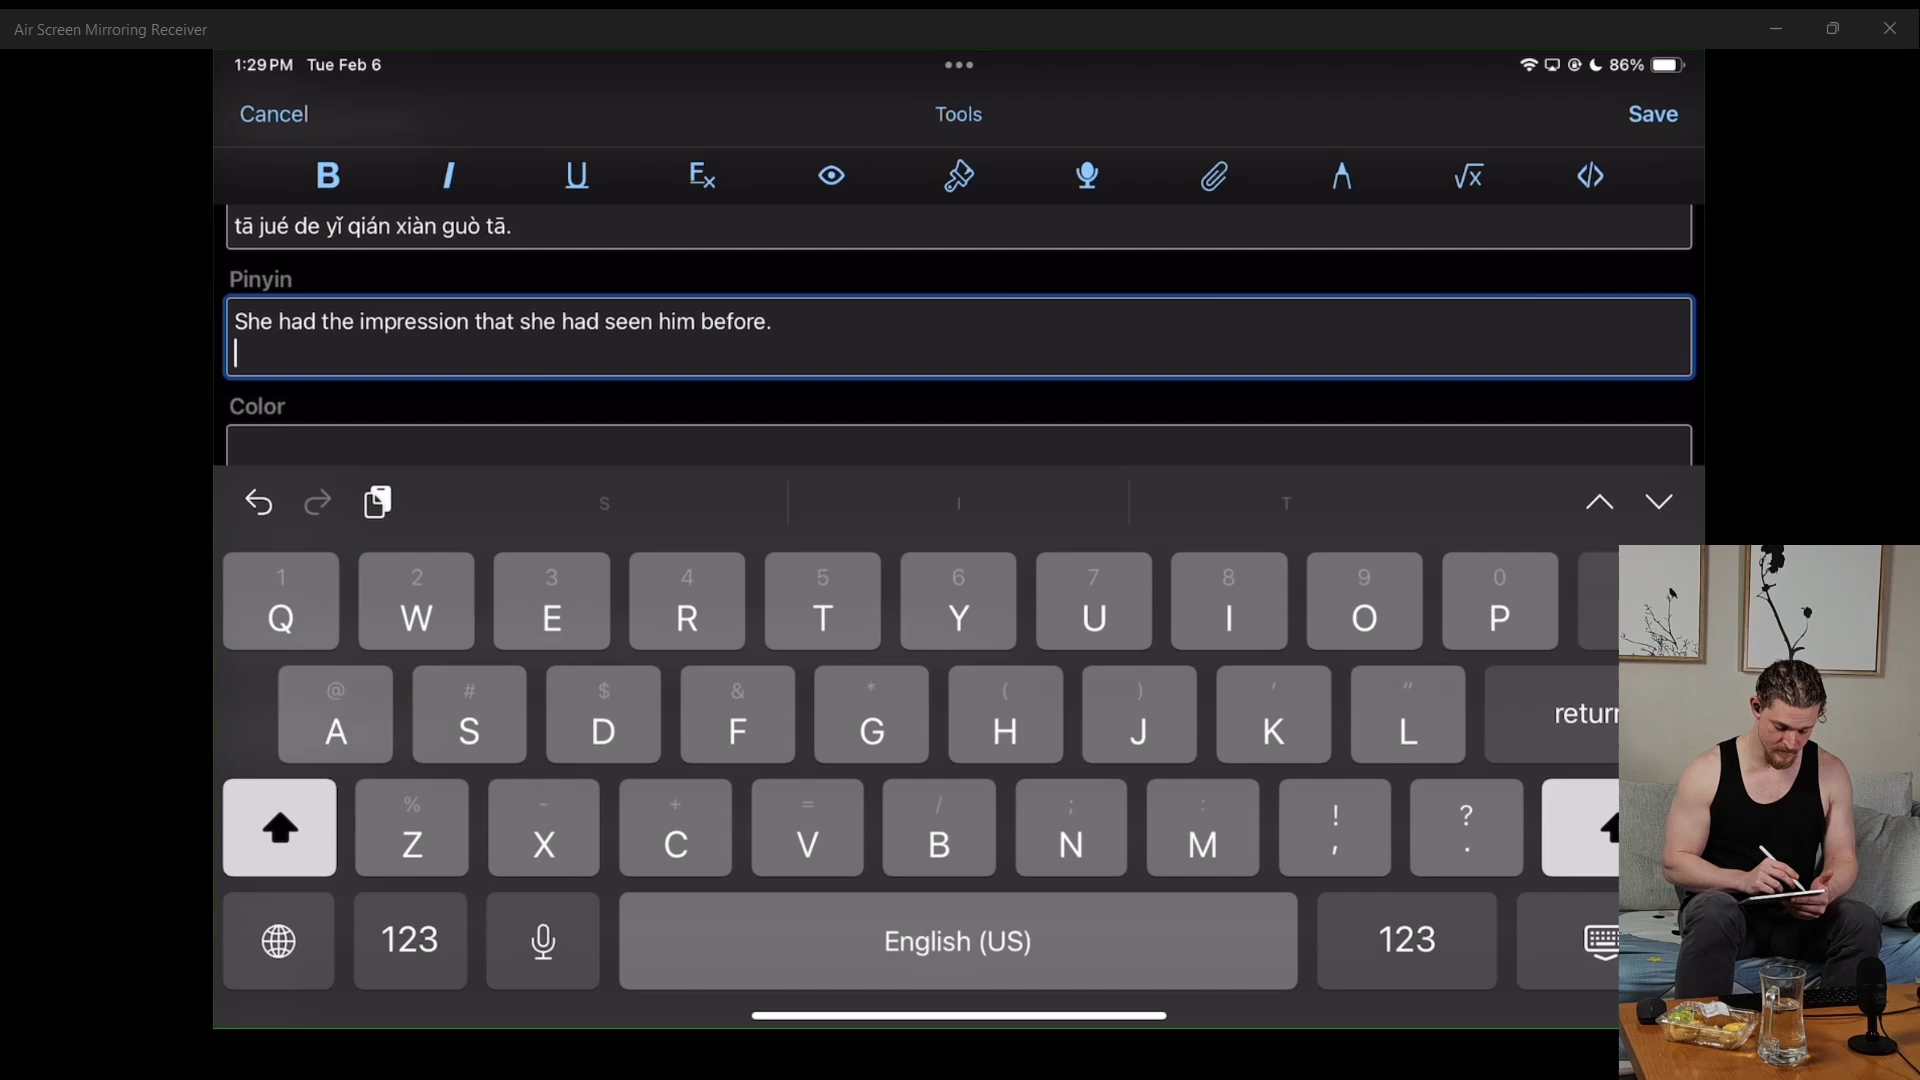 Air Screen Mirroring Receiver
1:29 PM Tue Feb 6
86%
Cancel
Tools
Save
B I U Ex √x </>
tā jué de yǐ qián xiàn guò tā.
Pinyin
She had the impression that she had seen him before.
Color
S I T
1 2 3 4 5 6 7 8 9 0
Q W E R T Y U I O P
@ # $ & * ( ) ' "
A S D F G H J K L return
% - + = / ; : ! ?
Z X C V B N M , .
123 English (US) 123